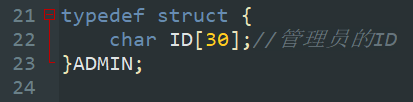 21 typedef struct {
22 char ID[30];//管理员的ID
23 }ADMIN;
24